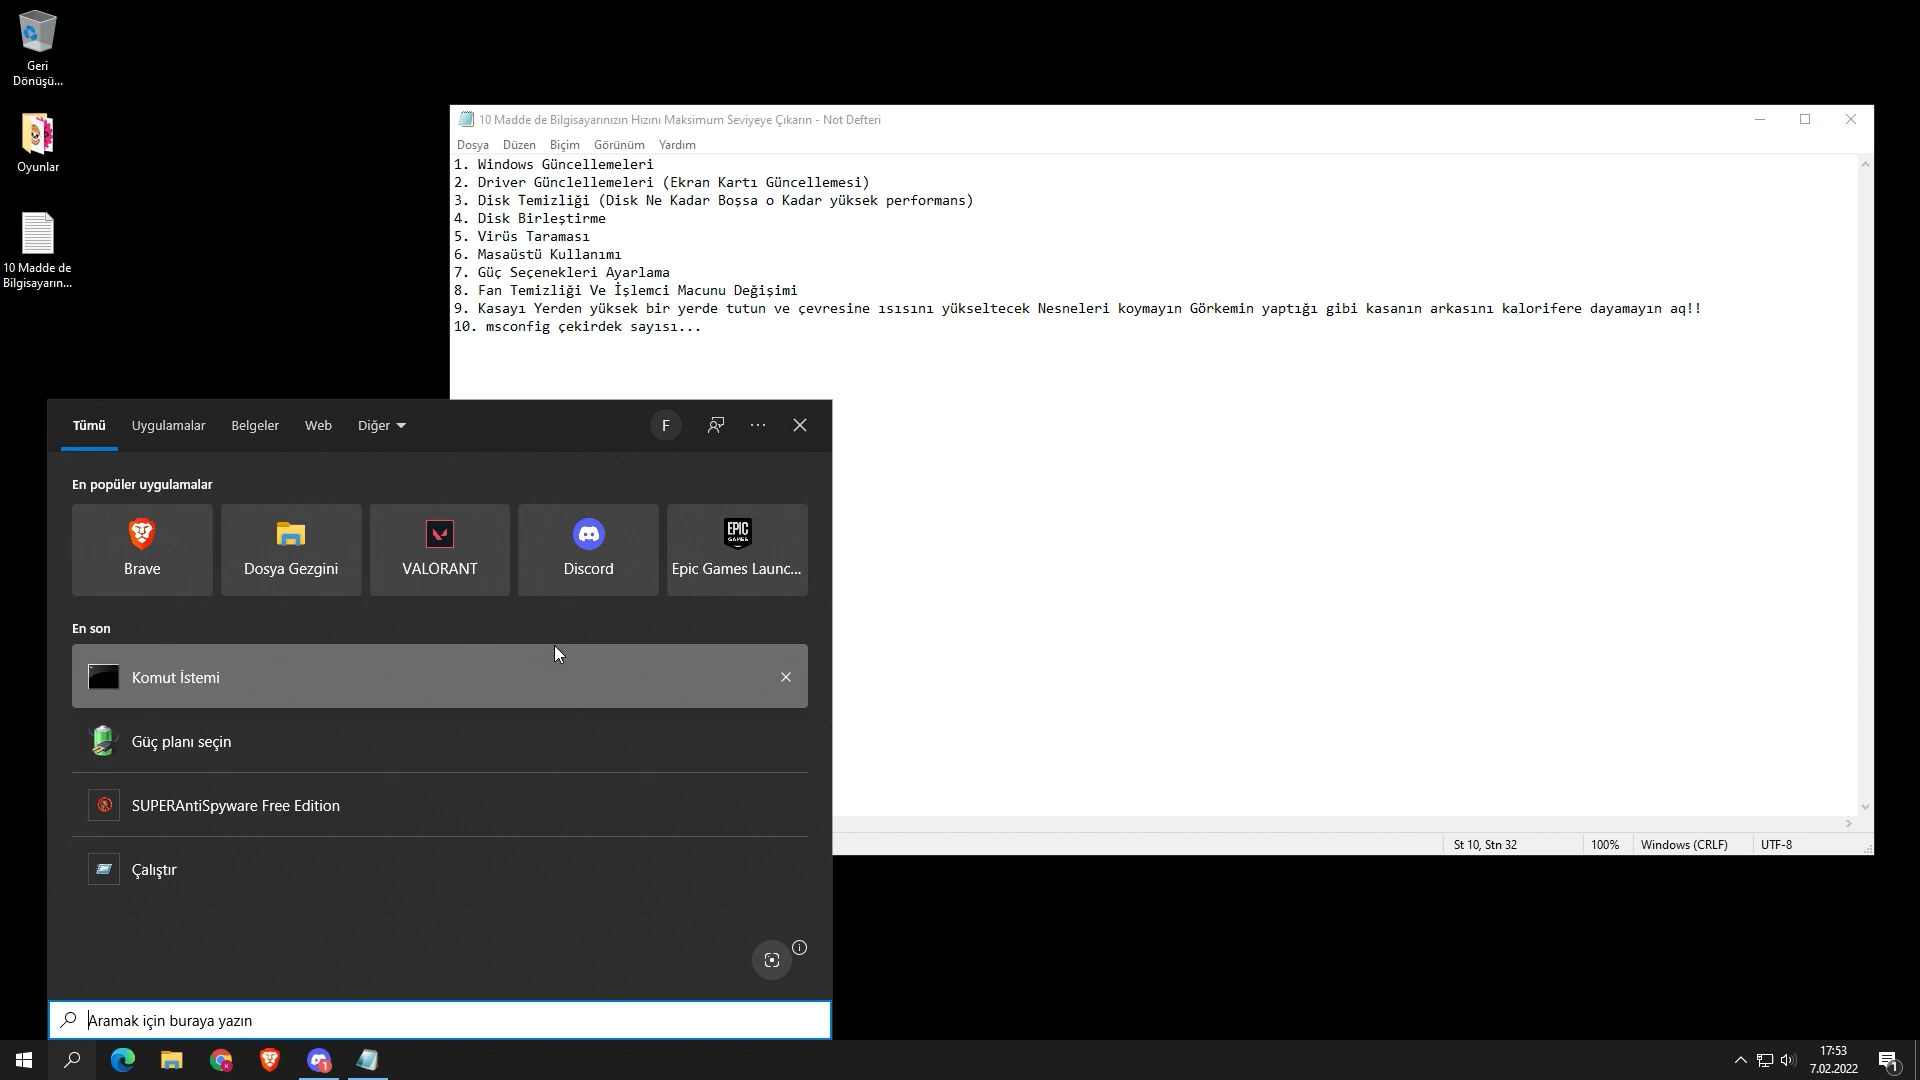 Geri
Dönüşü...
Oyunlar
10 Madde de
Bilgisayarın...
10 Madde de Bilgisayarınızın Hızını Maksimum Seviyeye Çıkarın - Not Defteri
Dosya Düzen Biçim Görünüm Yardım
1. Windows Güncellemeleri
2. Driver Günclellemeleri (Ekran Kartı Güncellemesi)
3. Disk Temizliği (Disk Ne Kadar Boşsa o Kadar yüksek performans)
4. Disk Birleştirme
5. Virüs Taraması
6. Masaüstü Kullanımı
7. Güç Seçenekleri Ayarlama
8. Fan Temizliği Ve İşlemci Macunu Değişimi
9. Kasayı Yerden yüksek bir yerde tutun ve çevresine ısısını yükseltecek Nesneleri koymayın Görkemin yaptığı gibi kasanın arkasını kalorifere dayamayın aq!!
10. msconfig çekirdek sayısı...
St 10, Stn 32 100% Windows (CRLF) UTF-8
Tümü Uygulamalar Belgeler Web Diğer F
En popüler uygulamalar
EPIC
GAMES
Brave Dosya Gezgini VALORANT Discord Epic Games Launc...
En son
Komut İstemi
Güç planı seçin
SUPERAntiSpyware Free Edition
Çalıştır
Aramak için buraya yazın
K
1
17:53
7.02.2022
1